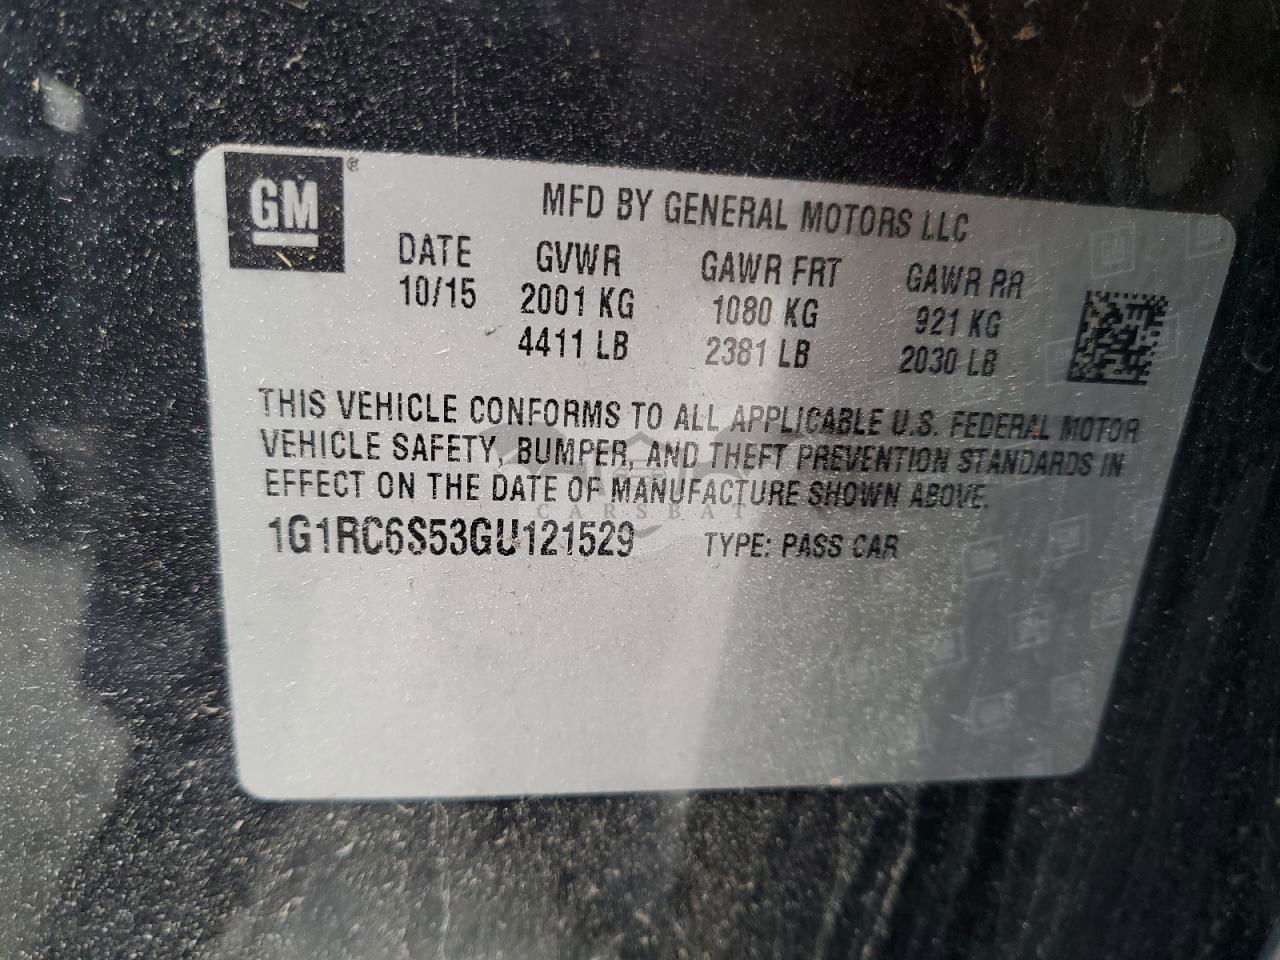 GM
MFD BY GENERAL MOTORS LLC
DATE GVWR GAWR FRT GAWR RR
10/15 2001 KG 1080 KG 921 KG
4411 LB 2381 LB 2030 LB
THIS VEHICLE CONFORMS TO ALL APPLICABLE U.S. FEDERAL MOTOR
VEHICLE SAFETY, BUMPER, AND THEFT PREVENTION STANDARDS IN
EFFECT ON THE DATE OF MANUFACTURE SHOWN ABOVE.
CARSBAT
1G1RC6S53GU121529 TYPE: PASS CAR